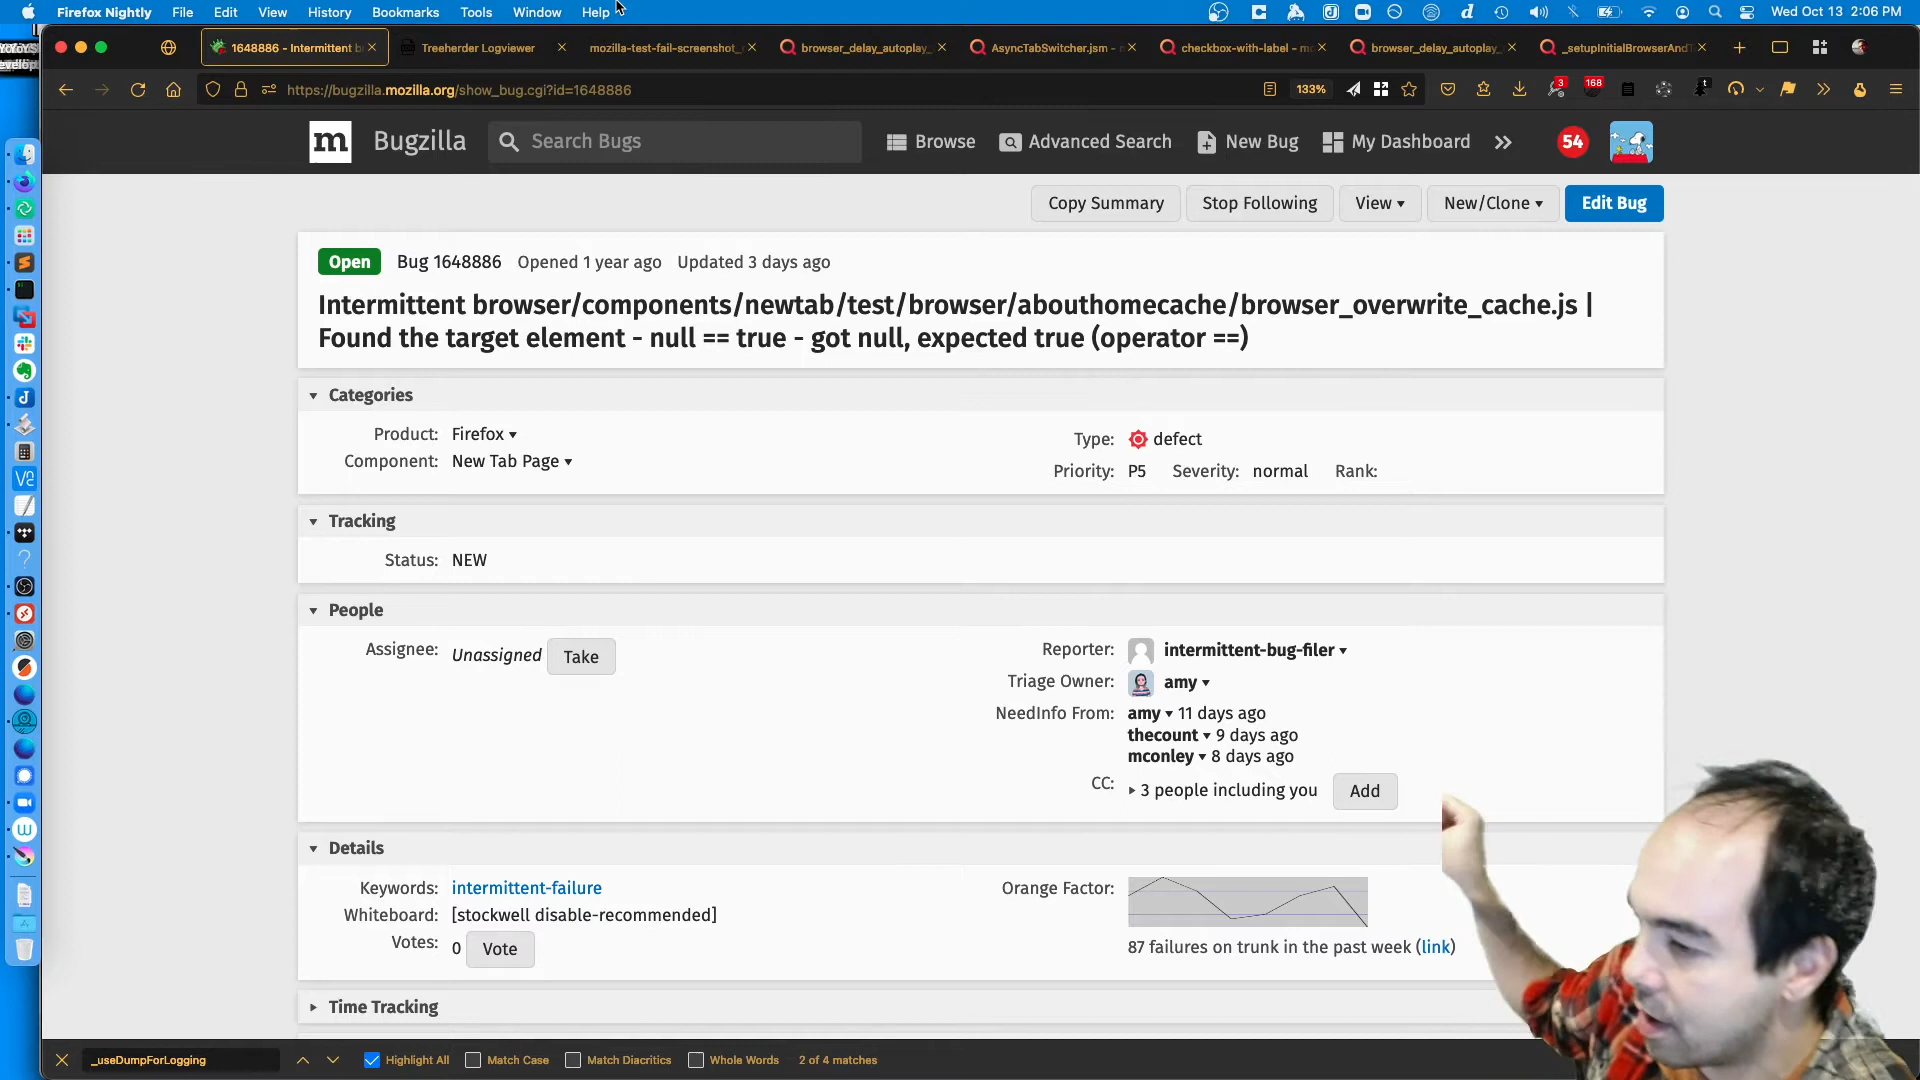 Firefox Nightly File Edit View History Bookmarks Tools Window Help Wed Oct 13 2:06 PM
1648886 - Intermittent b Treeherder Logviewer mozilla-test-fail-screenshot_ browser_delay_autoplay_ AsyncTabSwitcher.jsm - checkbox-with-label - mo browser_delay_autoplay_ _setupInitialBrowserAndT
https://bugzilla.mozilla.org/show_bug.cgi?id=1648886 133% 3 168 t
m Bugzilla Search Bugs Browse Advanced Search New Bug My Dashboard 54
Copy Summary Stop Following View New/Clone Edit Bug
Open Bug 1648886 Opened 1 year ago Updated 3 days ago
Intermittent browser/components/newtab/test/browser/abouthomecache/browser_overwrite_cache.js |
Found the target element - null == true - got null, expected true (operator ==)
Categories
Product: Firefox
Component: New Tab Page
Type: defect
Priority: P5 Severity: normal Rank:
Tracking
Status: NEW
People
Assignee: Unassigned Take
Reporter: intermittent-bug-filer
Triage Owner: amy
NeedInfo From: amy 11 days ago
thecount 9 days ago
mconley 8 days ago
CC: 3 people including you Add
Details
Keywords: intermittent-failure
Whiteboard: [stockwell disable-recommended]
Votes: 0 Vote
Orange Factor:
87 failures on trunk in the past week (link)
Time Tracking
_useDumpForLogging Highlight All Match Case Match Diacritics Whole Words 2 of 4 matches